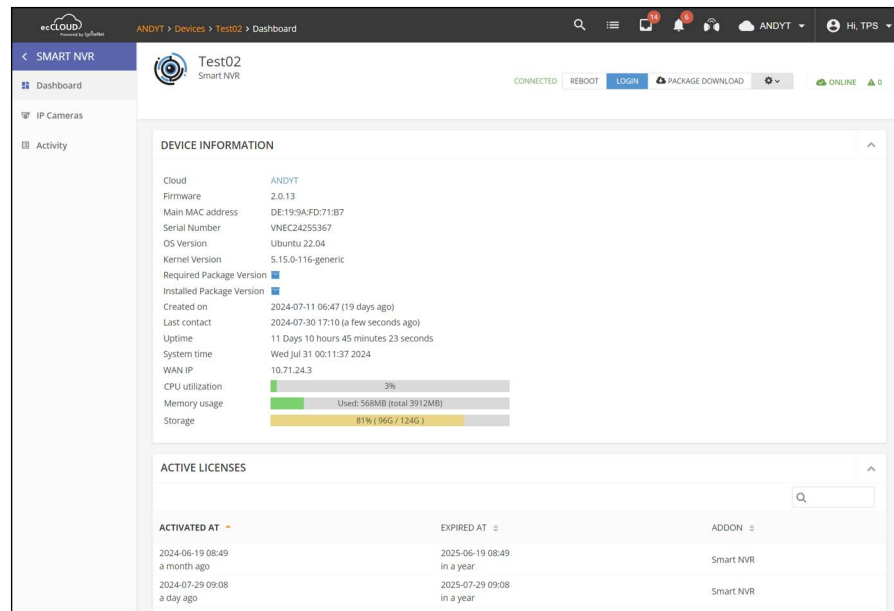 ecCLOUD
Powered by IgniteNet
ANDYT > Devices > Test02 > Dashboard
14
6
ANDYT
Hi, TPS
SMART NVR
Dashboard
IP Cameras
Activity
Test02
Smart NVR
CONNECTED
REBOOT
LOGIN
PACKAGE DOWNLOAD
ONLINE
0
DEVICE INFORMATION
Cloud ANDYT
Firmware 2.0.13
Main MAC address DE:19:9A:FD:71:B7
Serial Number VNEC24255367
OS Version Ubuntu 22.04
Kernel Version 5.15.0-116-generic
Required Package Version
Installed Package Version
Created on 2024-07-11 06:47 (19 days ago)
Last contact 2024-07-30 17:10 (a few seconds ago)
Uptime 11 Days 10 hours 45 minutes 23 seconds
System time Wed Jul 31 00:11:37 2024
WAN IP 10.71.24.3
CPU utilization 3%
Memory usage Used: 568MB (total 3912MB)
Storage 81% ( 96G / 124G )
ACTIVE LICENSES
ACTIVATED AT EXPIRED AT ADDON
2024-06-19 08:49 2025-06-19 08:49 Smart NVR
a month ago in a year
2024-07-29 09:08 2025-07-29 09:08 Smart NVR
a day ago in a year